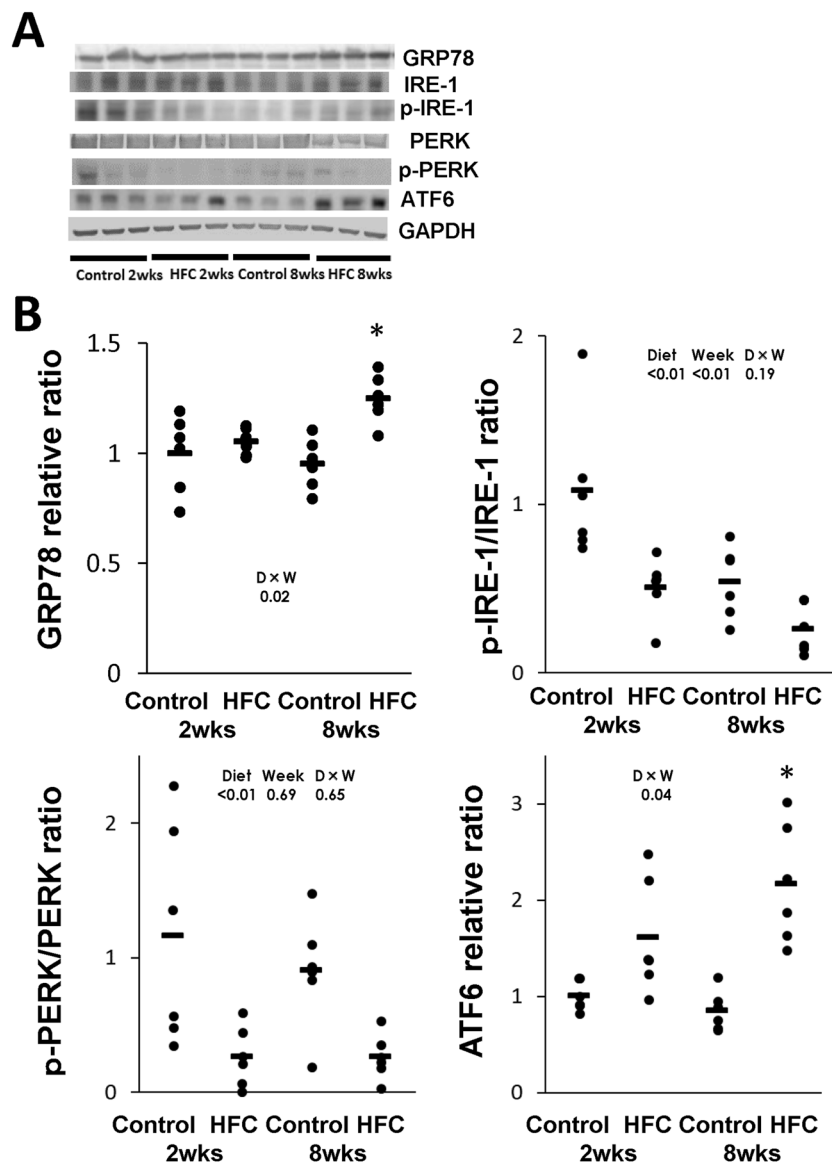 A
GRP78
IRE-1
p-IRE-1
PERK
p-PERK
ATF6
GAPDH
Control 2wks HFC 2wks Control 8wks HFC 8wks
B
GRP78 relative ratio
1.5
1
0.5
0
*
D × W
0.02
Control HFC Control HFC
2wks 8wks
p-IRE-1/IRE-1 ratio
2
1
0
Diet Week D × W
<0.01 <0.01 0.19
Control HFC Control HFC
2wks 8wks
p-PERK/PERK ratio
2
1
0
Diet Week D × W
<0.01 0.69 0.65
Control HFC Control HFC
2wks 8wks
ATF6 relative ratio
3
2
1
0
D × W
0.04
*
Control HFC Control HFC
2wks 8wks